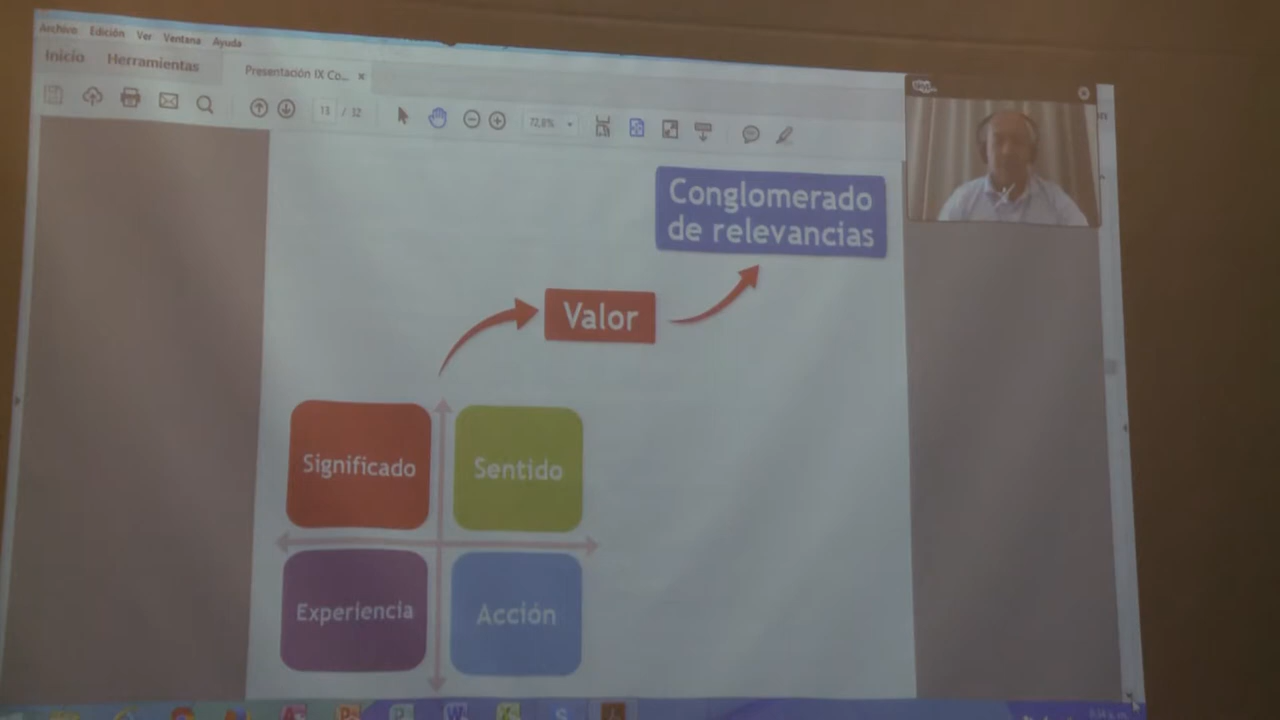 Archivo Edición Ver Ventana Ayuda
Inicio Herramientas Presentación IX Co...
13 / 32 72,8%
Conglomerado
de relevancias
Valor
Significado Sentido
Experiencia Acción